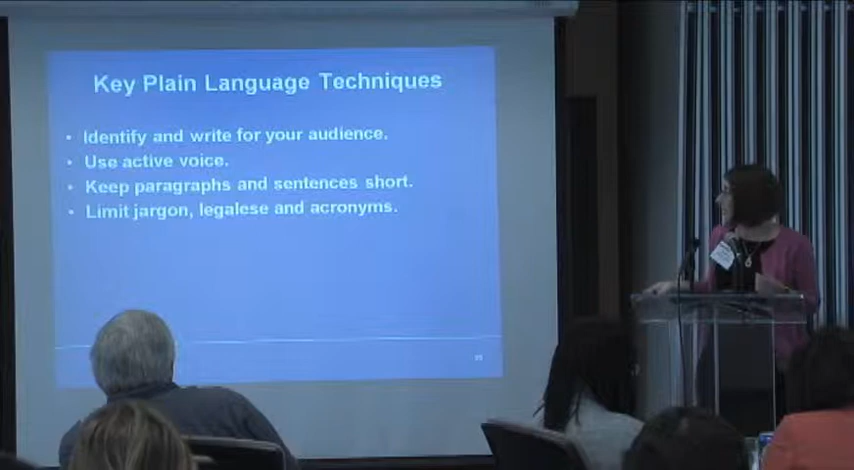 Key Plain Language Techniques
• Identify and write for your audience.
• Use active voice.
• Keep paragraphs and sentences short.
• Limit jargon, legalese and acronyms.